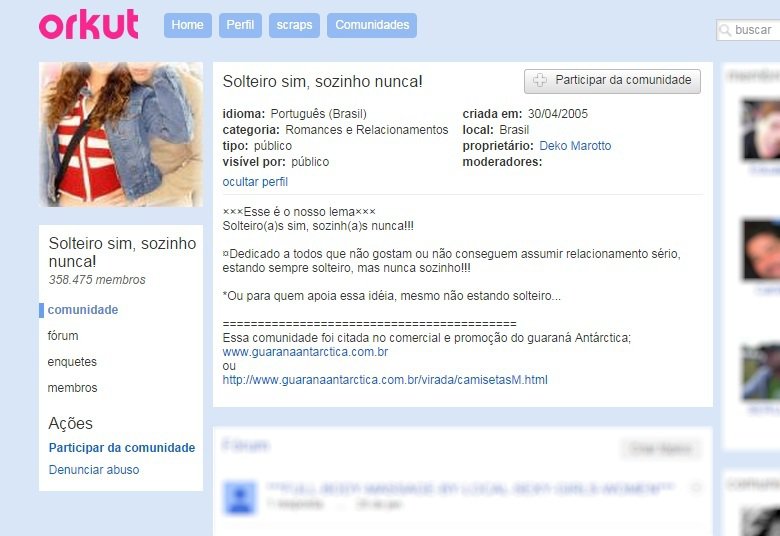 orkut
Home Perfil scraps Comunidades
buscar
Solteiro sim, sozinho nunca!
Participar da comunidade
idioma: Português (Brasil)
criada em: 30/04/2005
categoria: Romances e Relacionamentos
local: Brasil
tipo: público
proprietário: Deko Marotto
visível por: público
moderadores:
ocultar perfil
×××Esse é o nosso lema×××
Solteiro(a)s sim, sozinh(a)s nunca!!!
¤Dedicado a todos que não gostam ou não conseguem assumir relacionamento sério,
estando sempre solteiro, mas nunca sozinho!!!
*Ou para quem apoia essa idéia, mesmo não estando solteiro...
==========================================
Essa comunidade foi citada no comercial e promoção do guaraná Antárctica;
www.guaranaantarctica.com.br
ou
http://www.guaranaantarctica.com.br/virada/camisetasM.html
Solteiro sim, sozinho
nunca!
358.475 membros
comunidade
fórum
enquetes
membros
Ações
Participar da comunidade
Denunciar abuso
Fórum